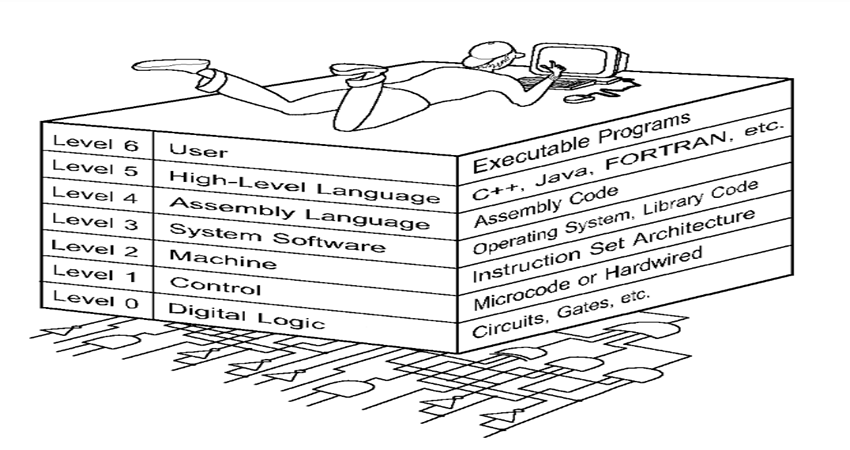 Level 6 User Executable Programs
Level 5 High-Level Language C++, Java, FORTRAN, etc.
Level 4 Assembly Language Assembly Code
Level 3 System Software Operating System, Library Code
Level 2 Machine Instruction Set Architecture
Level 1 Control Microcode or Hardwired
Level 0 Digital Logic Circuits, Gates, etc.